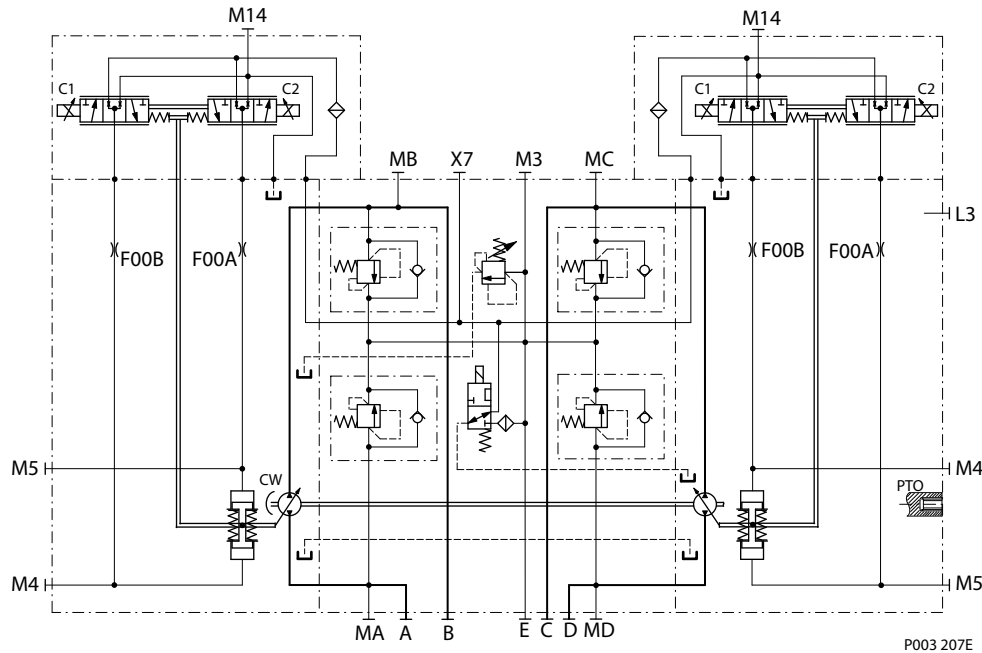 M14 M14
C1 C2 C1 C2
MB X7 M3 MC
L3
F00B F00A F00B F00A
M5 CW M4
PTO
M4 M5
MA A B E C D MD
P003 207E